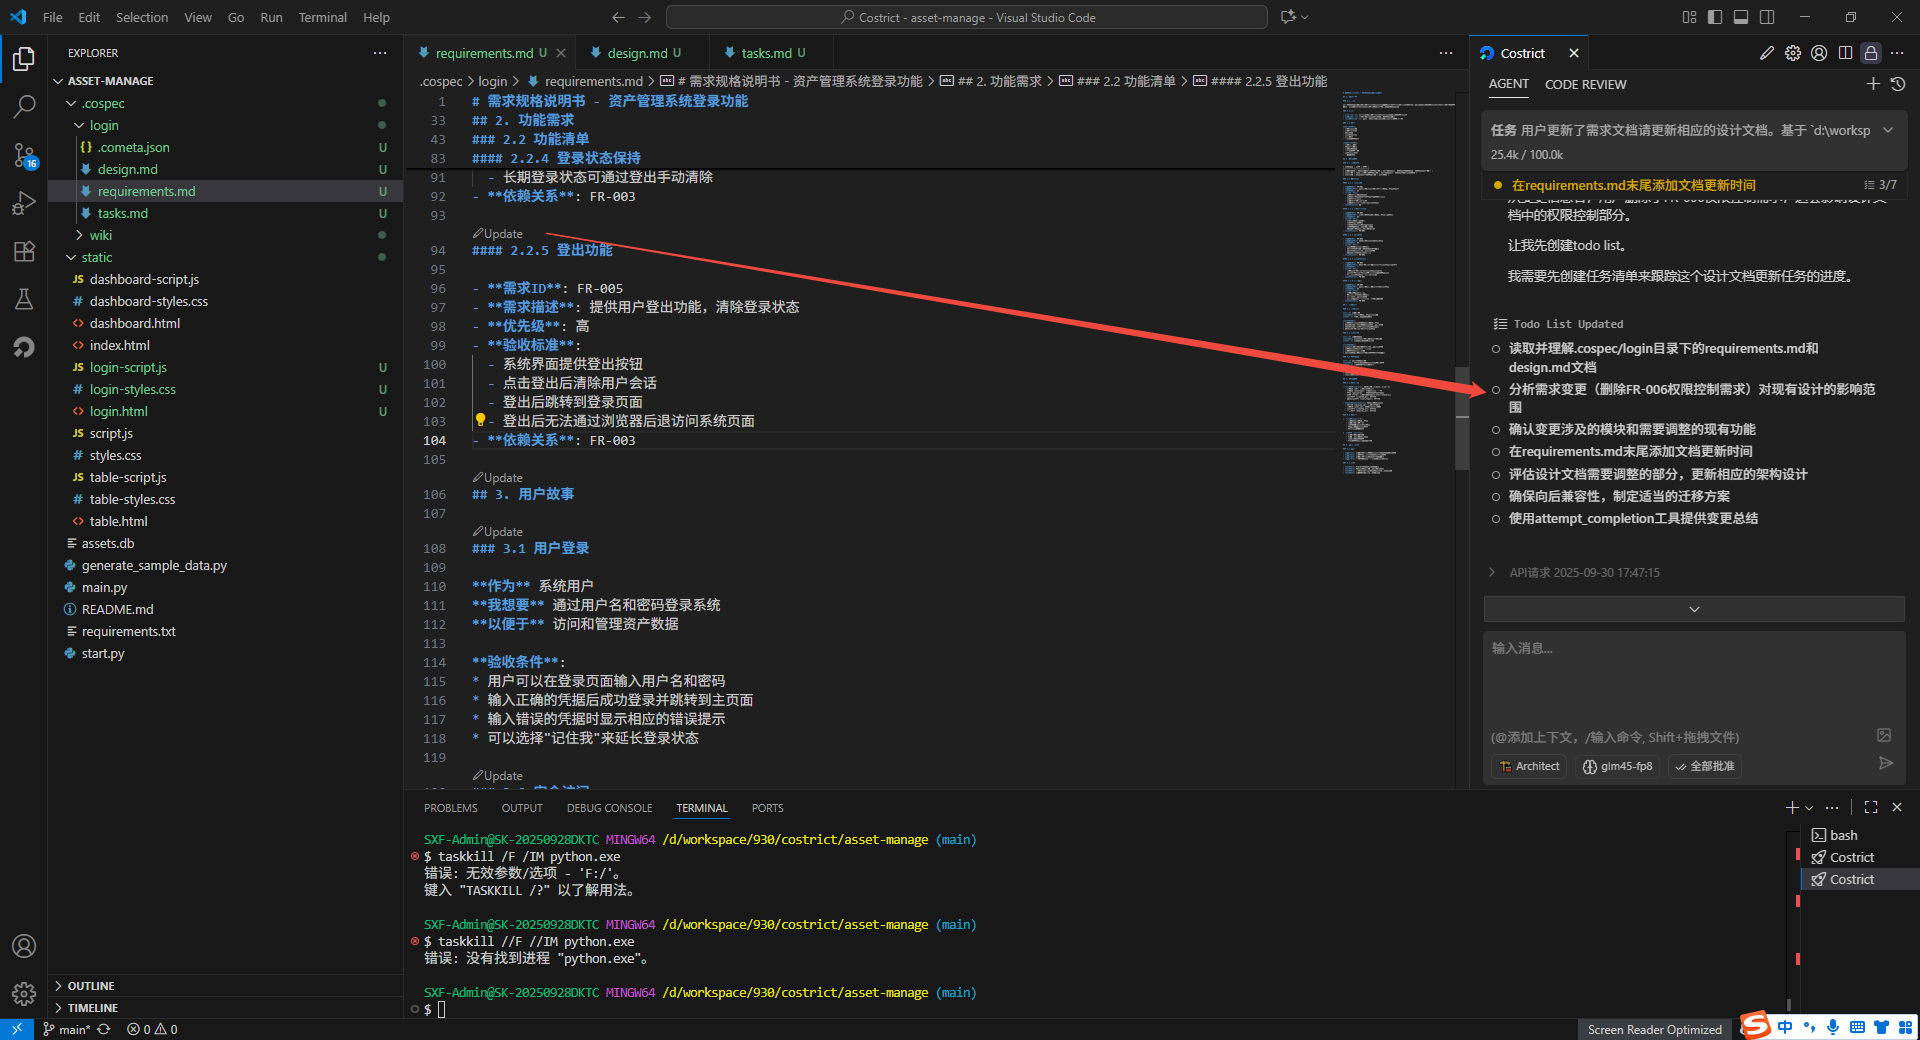 File Edit Selection View Go Run Terminal Help
Costrict - asset-manage - Visual Studio Code
EXPLORER
ASSET-MANAGE
.cospec
login
{} .cometa.json U
design.md U
requirements.md U
tasks.md U
wiki
static
JS dashboard-script.js
# dashboard-styles.css
<> dashboard.html
<> index.html
JS login-script.js U
# login-styles.css U
<> login.html U
JS script.js
# styles.css
JS table-script.js
# table-styles.css
<> table.html
assets.db
generate_sample_data.py
main.py
README.md
requirements.txt
start.py
OUTLINE
TIMELINE
16
requirements.md U
design.md U
tasks.md U
.cospec > login > requirements.md > # 需求规格说明书 - 资产管理系统登录功能 > ## 2. 功能需求 > ### 2.2 功能清单 > #### 2.2.5 登出功能
1 # 需求规格说明书 - 资产管理系统登录功能
33 ## 2. 功能需求
43 ### 2.2 功能清单
83 #### 2.2.4 登录状态保持
91 - 长期登录状态可通过登出手动清除
92 - **依赖关系**: FR-003
93
Update
94 #### 2.2.5 登出功能
95
96 - **需求ID**: FR-005
97 - **需求描述**: 提供用户登出功能，清除登录状态
98 - **优先级**: 高
99 - **验收标准**:
100 - 系统界面提供登出按钮
101 - 点击登出后清除用户会话
102 - 登出后跳转到登录页面
103 - 登出后无法通过浏览器后退访问系统页面
104 - **依赖关系**: FR-003
105
Update
106 ## 3. 用户故事
107
Update
108 ### 3.1 用户登录
109
110 **作为** 系统用户
111 **我想要** 通过用户名和密码登录系统
112 **以便于** 访问和管理资产数据
113
114 **验收条件**:
115 * 用户可以在登录页面输入用户名和密码
116 * 输入正确的凭据后成功登录并跳转到主页面
117 * 输入错误的凭据时显示相应的错误提示
118 * 可以选择"记住我"来延长登录状态
119
Update
PROBLEMS OUTPUT DEBUG CONSOLE TERMINAL PORTS
SXF-Admin@SK-20250928DKTC MINGW64 /d/workspace/930/costrict/asset-manage (main)
$ taskkill /F /IM python.exe
错误: 无效参数/选项 - 'F:/'。
键入 "TASKKILL /?" 以了解用法。
SXF-Admin@SK-20250928DKTC MINGW64 /d/workspace/930/costrict/asset-manage (main)
$ taskkill //F //IM python.exe
错误: 没有找到进程 "python.exe"。
SXF-Admin@SK-20250928DKTC MINGW64 /d/workspace/930/costrict/asset-manage (main)
$
bash
Costrict
Costrict
Costrict
AGENT CODE REVIEW
任务 用户更新了需求文档请更新相应的设计文档。基于 `d:\worksp
25.4k / 100.0k
在requirements.md末尾添加文档更新时间 3/7
档中的权限控制部分。
让我先创建todo list。
我需要先创建任务清单来跟踪这个设计文档更新任务的进度。
Todo List Updated
读取并理解.cospec/login目录下的requirements.md和
design.md文档
分析需求变更（删除FR-006权限控制需求）对现有设计的影响范
围
确认变更涉及的模块和需要调整的现有功能
在requirements.md末尾添加文档更新时间
评估设计文档需要调整的部分，更新相应的架构设计
确保向后兼容性，制定适当的迁移方案
使用attempt_completion工具提供变更总结
API请求 2025-09-30 17:47:15
输入消息...
(@添加上下文，/输入命令, Shift+拖拽文件)
Architect glm45-fp8 全部批准
main* 0 0
Screen Reader Optimized
S 中